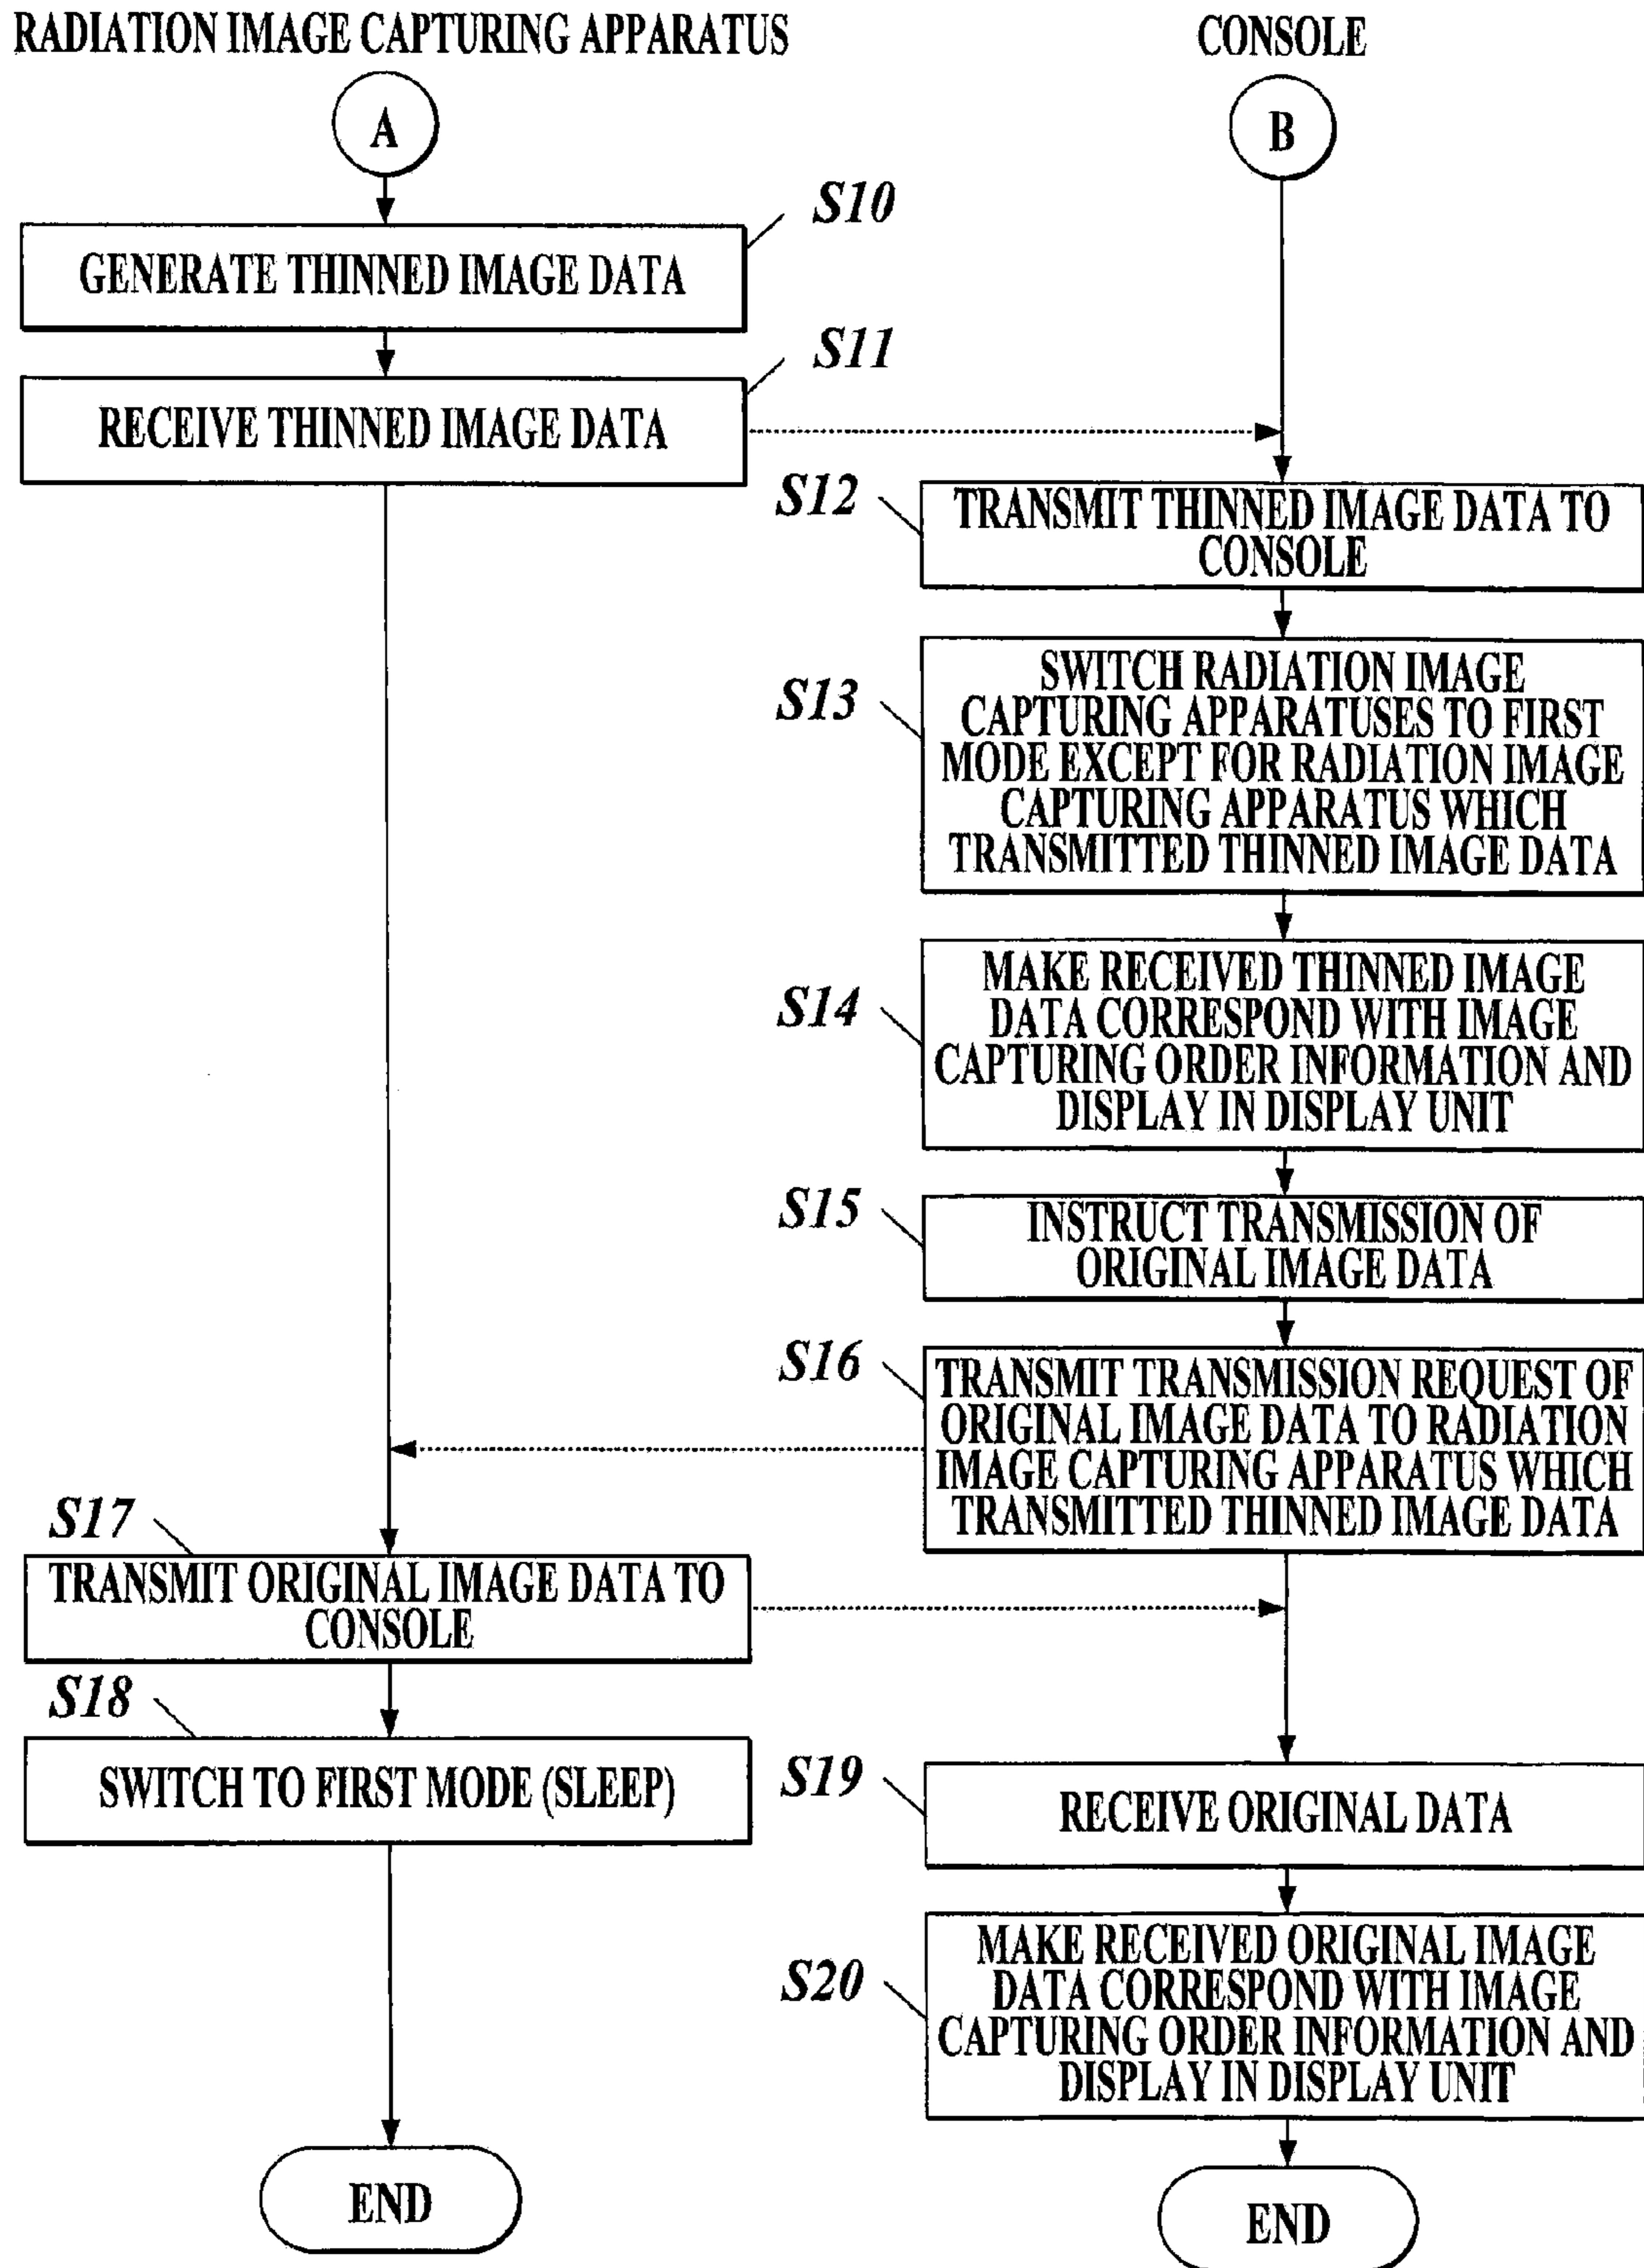 RADIATION IMAGE CAPTURING APPARATUS
CONSOLE
A
B
S10
GENERATE THINNED IMAGE DATA
S11
RECEIVE THINNED IMAGE DATA
S12
TRANSMIT THINNED IMAGE DATA TO
CONSOLE
S13
SWITCH RADIATION IMAGE
CAPTURING APPARATUSES TO FIRST
MODE EXCEPT FOR RADIATION IMAGE
CAPTURING APPARATUS WHICH
TRANSMITTED THINNED IMAGE DATA
S14
MAKE RECEIVED THINNED IMAGE
DATA CORRESPOND WITH IMAGE
CAPTURING ORDER INFORMATION AND
DISPLAY IN DISPLAY UNIT
S15
INSTRUCT TRANSMISSION OF
ORIGINAL IMAGE DATA
S16
TRANSMIT TRANSMISSION REQUEST OF
ORIGINAL IMAGE DATA TO RADIATION
IMAGE CAPTURING APPARATUS WHICH
TRANSMITTED THINNED IMAGE DATA
S17
TRANSMIT ORIGINAL IMAGE DATA TO
CONSOLE
S18
SWITCH TO FIRST MODE (SLEEP)
S19
RECEIVE ORIGINAL DATA
S20
MAKE RECEIVED ORIGINAL IMAGE
DATA CORRESPOND WITH IMAGE
CAPTURING ORDER INFORMATION AND
DISPLAY IN DISPLAY UNIT
END
END